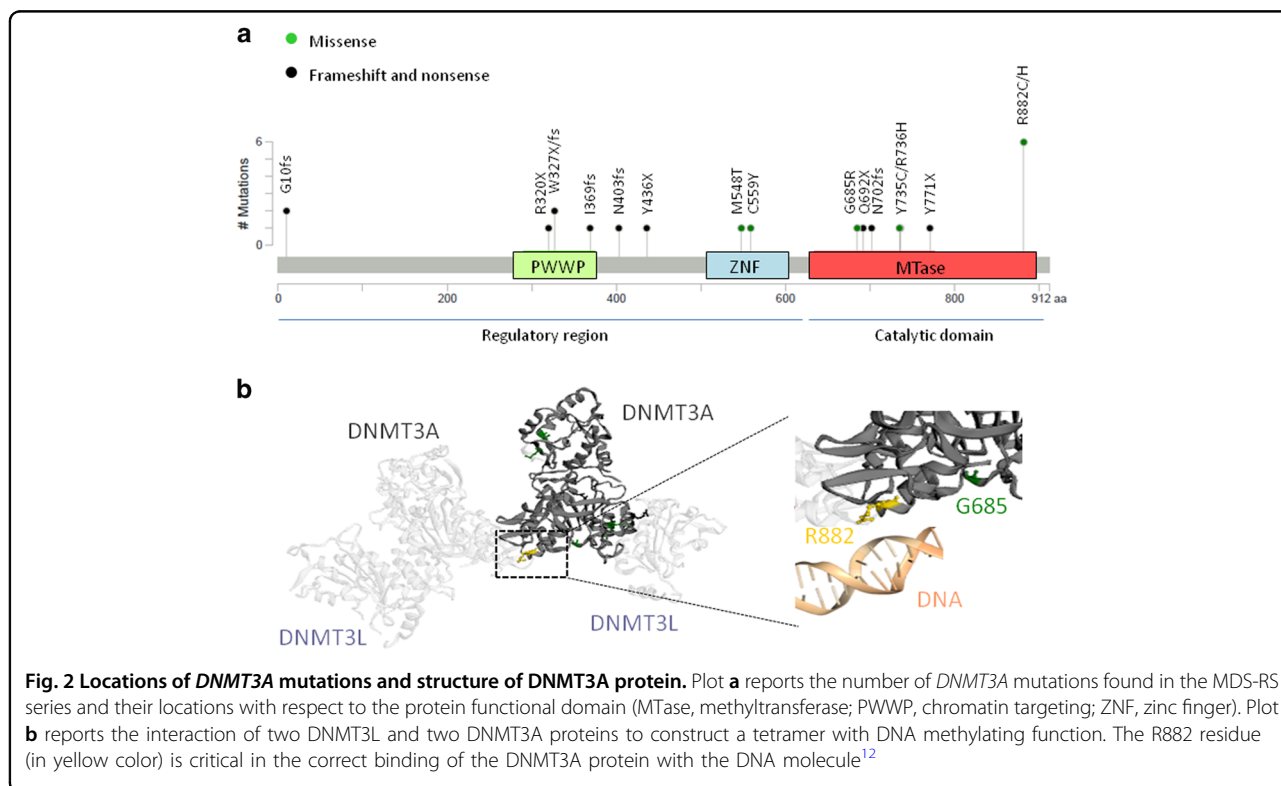 a
Missense
Frameshift and nonsense
# Mutations
6
0
G10fs
R320X
W327X/fs
I369fs
N403fs
Y436X
M548T
C559Y
G685R
Q692X
N702fs
Y735C/R736H
Y771X
R882C/H
PWWP
ZNF
MTase
0
200
400
600
800
912 aa
Regulatory region
Catalytic domain
b
DNMT3A
DNMT3A
DNMT3L
DNMT3L
G685
R882
DNA
Fig. 2 Locations of DNMT3A mutations and structure of DNMT3A protein. Plot a reports the number of DNMT3A mutations found in the MDS-RS
series and their locations with respect to the protein functional domain (MTase, methyltransferase; PWWP, chromatin targeting; ZNF, zinc finger). Plot
b reports the interaction of two DNMT3L and two DNMT3A proteins to construct a tetramer with DNA methylating function. The R882 residue
(in yellow color) is critical in the correct binding of the DNMT3A protein with the DNA molecule12